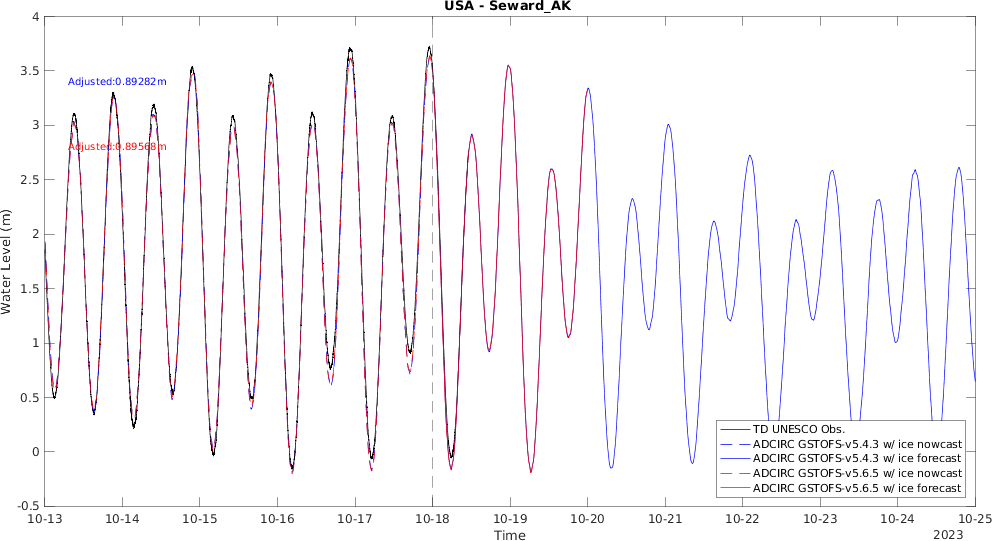 USA - Seward_AK
Water Level (m)
4
3.5
3
2.5
2
1.5
1
0.5
0
-0.5
Adjusted:0.89282m
Adjusted:0.89568m
TD UNESCO Obs.
ADCIRC GSTOFS-v5.4.3 w/ ice nowcast
ADCIRC GSTOFS-v5.4.3 w/ ice forecast
ADCIRC GSTOFS-v5.6.5 w/ ice nowcast
ADCIRC GSTOFS-v5.6.5 w/ ice forecast
10-13 10-14 10-15 10-16 10-17 10-18 10-19 10-20 10-21 10-22 10-23 10-24 10-25
Time
2023